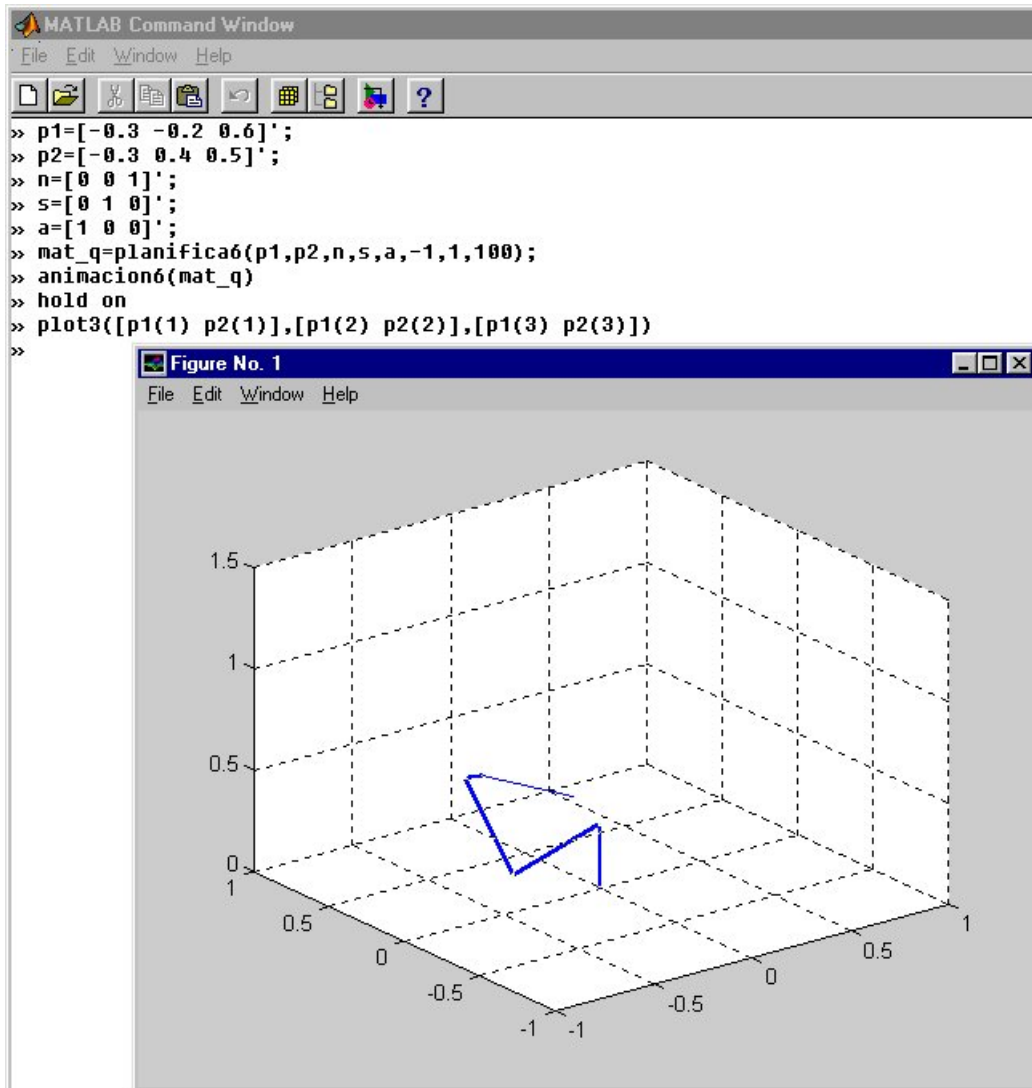 MATLAB Command Window
File Edit Window Help
?
» p1=[-0.3 -0.2 0.6]';
» p2=[-0.3 0.4 0.5]';
» n=[0 0 1]';
» s=[0 1 0]';
» a=[1 0 0]';
» mat_q=planifica6(p1,p2,n,s,a,-1,1,100);
» animacion6(mat_q)
» hold on
» plot3([p1(1) p2(1)],[p1(2) p2(2)],[p1(3) p2(3)])
»
Figure No. 1
File Edit Window Help
1.5
1
0.5
0
1
0.5
0
-0.5
-1
-1
-0.5
0
0.5
1